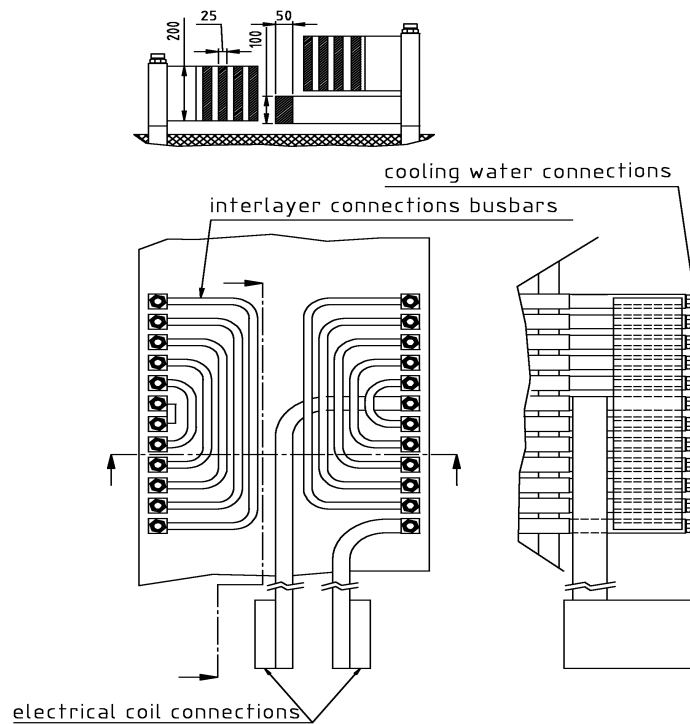 25
50
200
100
cooling water connections
interlayer connections busbars
electrical coil connections